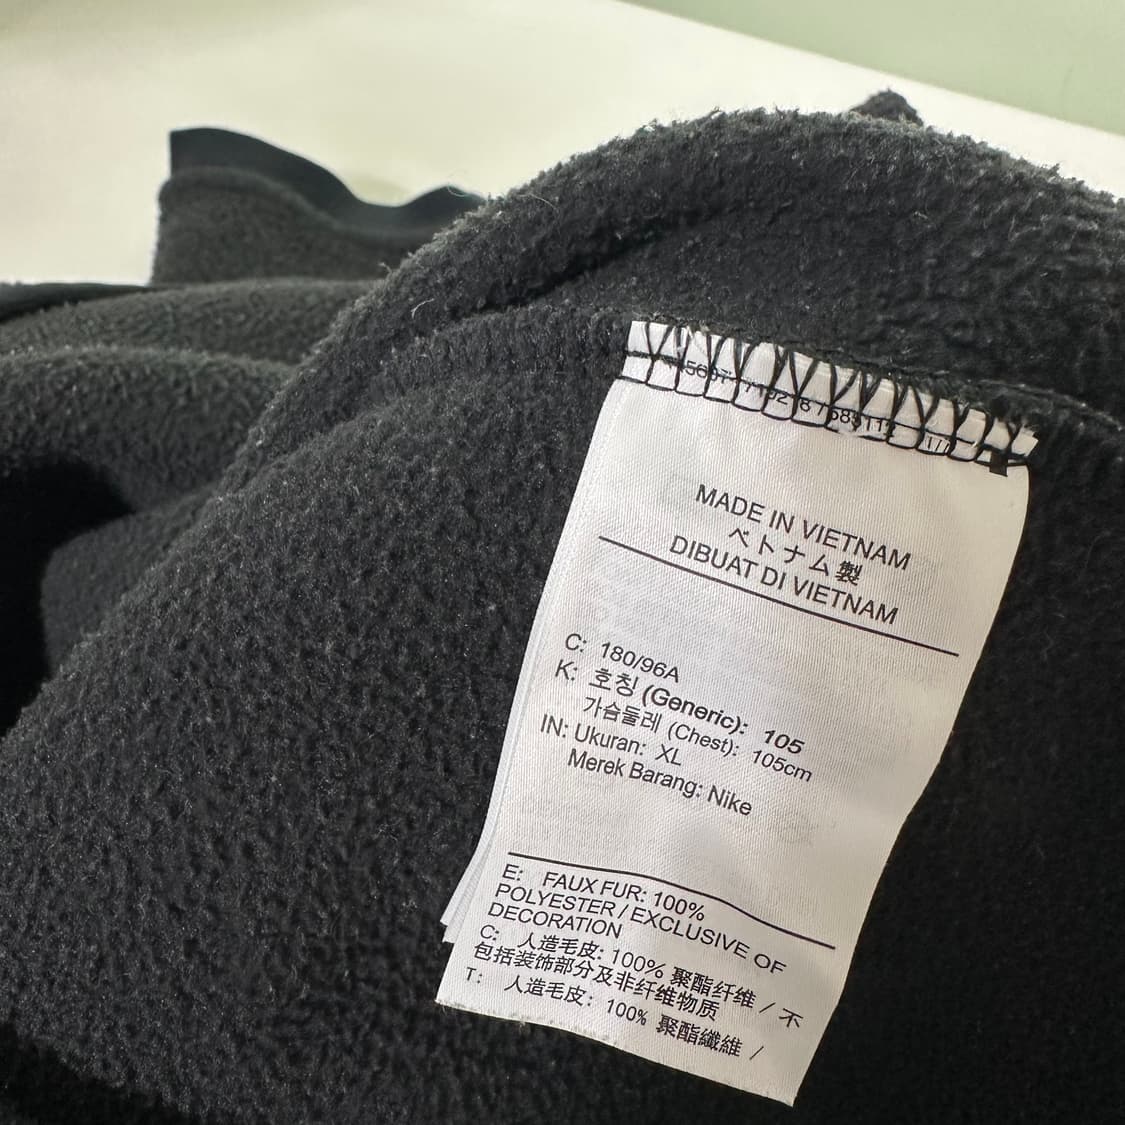 MADE IN VIETNAM
ベトナム製
DIBUAT DI VIETNAM
C: 180/96A
K: 호칭 (Generic): 105
가슴둘레 (Chest): 105cm
IN: Ukuran: XL
Merek Barang: Nike
E: FAUX FUR: 100%
POLYESTER / EXCLUSIVE OF
DECORATION
C: 人造毛皮: 100% 聚酯纤维 / 不
包括装饰部分及非纤维物质
T: 人造毛皮: 100% 聚酯纖維 /